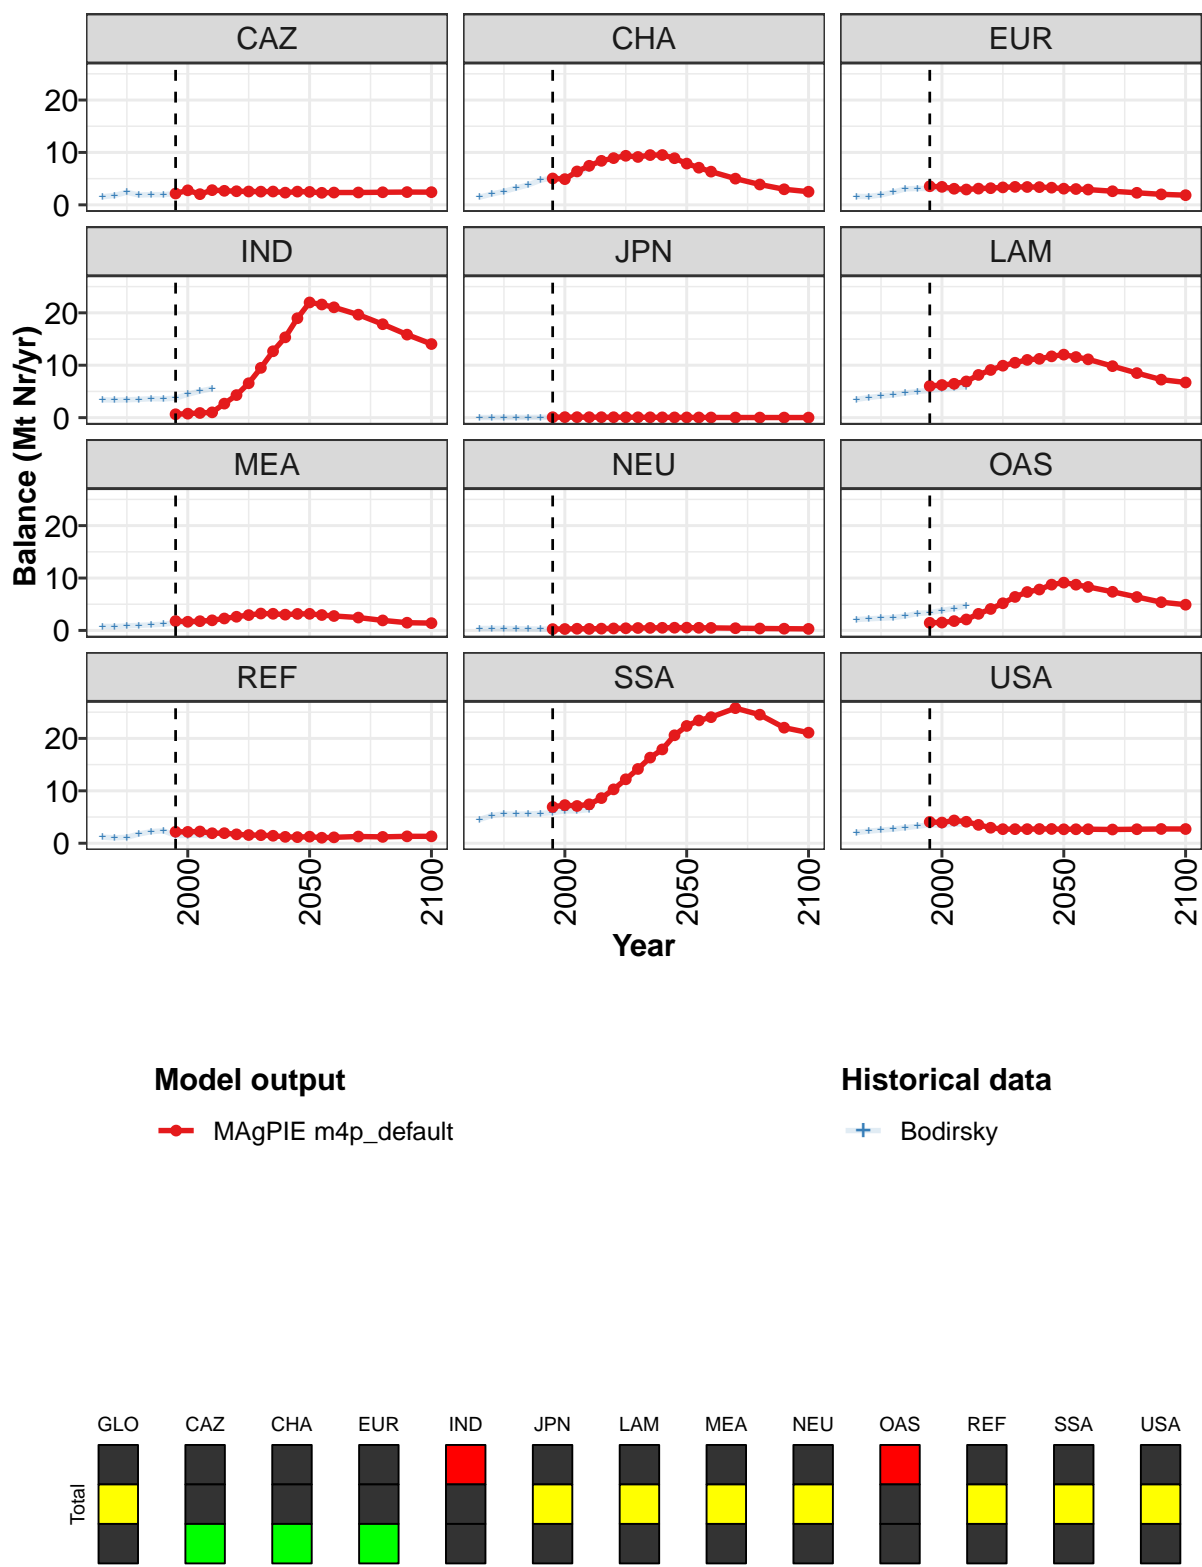 CAZ CHA EUR
20
10
0
IND JPN LAM
20
10
0
MEA NEU OAS
20
10
0
REF SSA USA
20
10
0
2000 2050 2100 2000 2050 2100 2000 2050 2100
Balance (Mt Nr/yr)
Year
Model output Historical data
MAgPIE m4p_default Bodirsky
GLO CAZ CHA EUR IND JPN LAM MEA NEU OAS REF SSA USA
Total